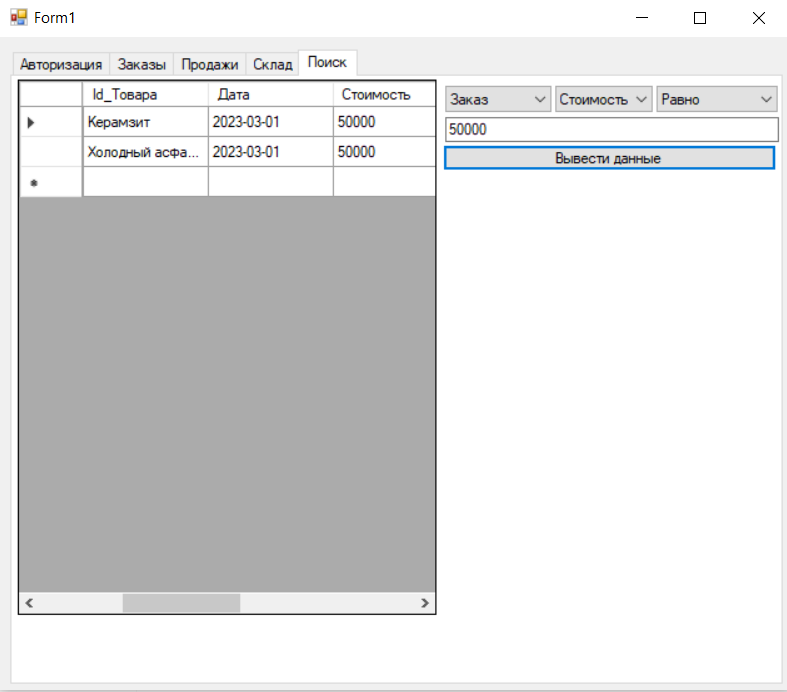 Form1
Авторизация Заказы Продажи Склад Поиск
Id_Товара Дата Стоимость
Керамзит 2023-03-01 50000
Холодный асфа... 2023-03-01 50000
Заказ Стоимость Равно
50000
Вывести данные